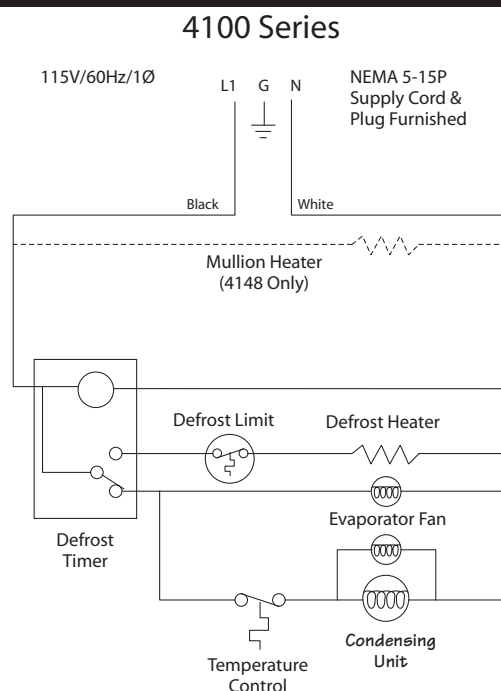 4100 Series
115V/60Hz/1Ø
L1 G N
NEMA 5-15P
Supply Cord &
Plug Furnished
Black
White
Mullion Heater
(4148 Only)
Defrost Limit
Defrost Heater
Evaporator Fan
Defrost
Timer
Condensing
Unit
Temperature
Control